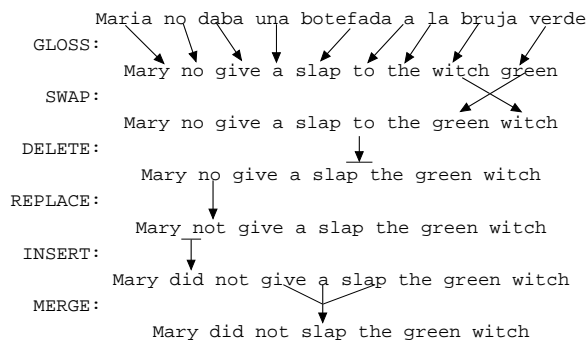 Maria no daba una botefada a la bruja verde
GLOSS:
Mary no give a slap to the witch green
SWAP:
Mary no give a slap to the green witch
DELETE:
Mary no give a slap the green witch
REPLACE:
Mary not give a slap the green witch
INSERT:
Mary did not give a slap the green witch
MERGE:
Mary did not slap the green witch